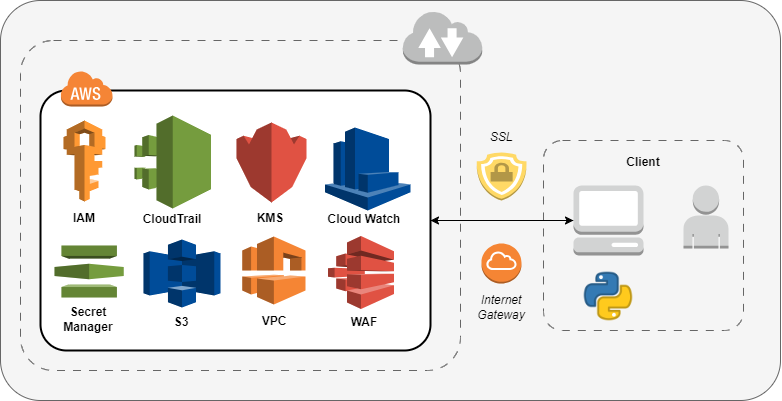 AWS
IAM
CloudTrail
KMS
Cloud Watch
Secret
Manager
S3
VPC
WAF
SSL
Internet
Gateway
Client